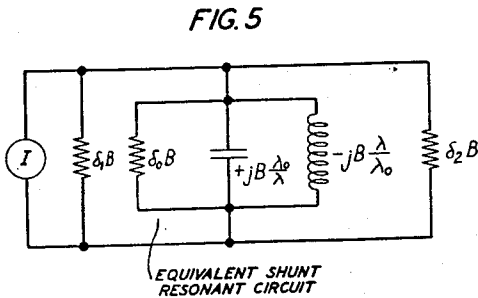 FIG. 5
I
δ₁B
δ₀B
+jB λ₀/λ
-jB λ/λ₀
δ₂B
EQUIVALENT SHUNT
RESONANT CIRCUIT